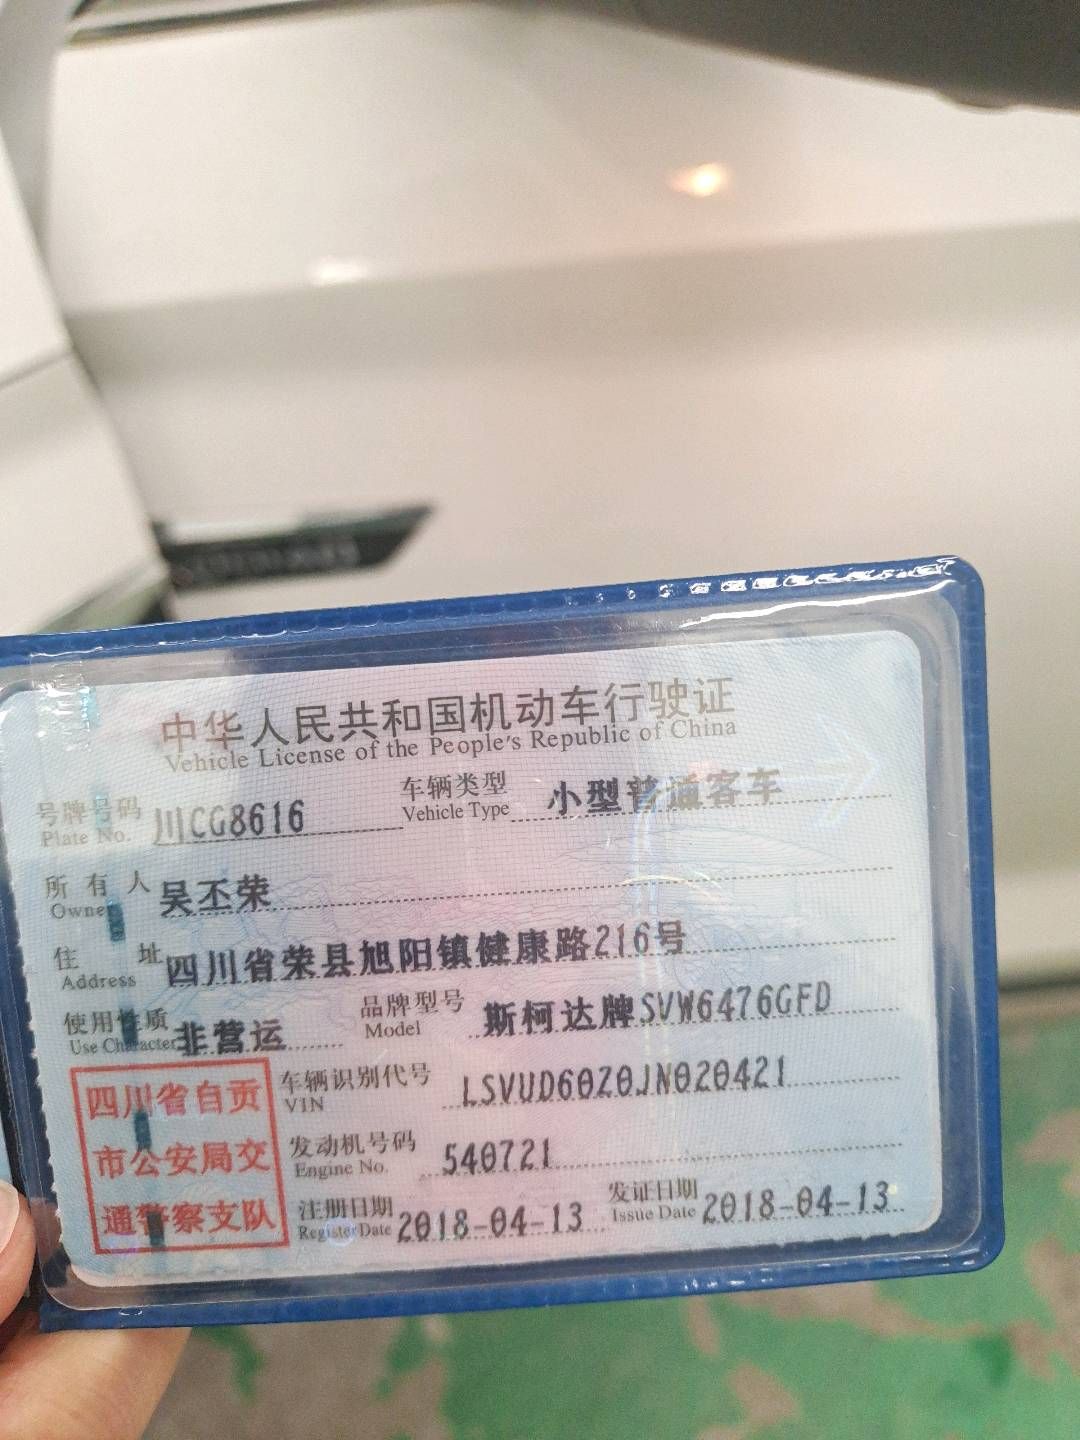 中华人民共和国机动车行驶证
Vehicle License of the People's Republic of China
号牌号码 川CG8616 车辆类型 小型普通客车
Plate No. Vehicle Type
所有人 吴丕荣
Owner
住址 四川省荣县旭阳镇健康路216号
Address
使用性质 非营运 品牌型号 斯柯达牌SVW6476GFD
Use Character Model
车辆识别代号 LSVUD60Z0JN020421
VIN
发动机号码 540721
Engine No.
注册日期 2018-04-13 发证日期 2018-04-13
Register Date Issue Date
四川省自贡
市公安局交
通警察支队